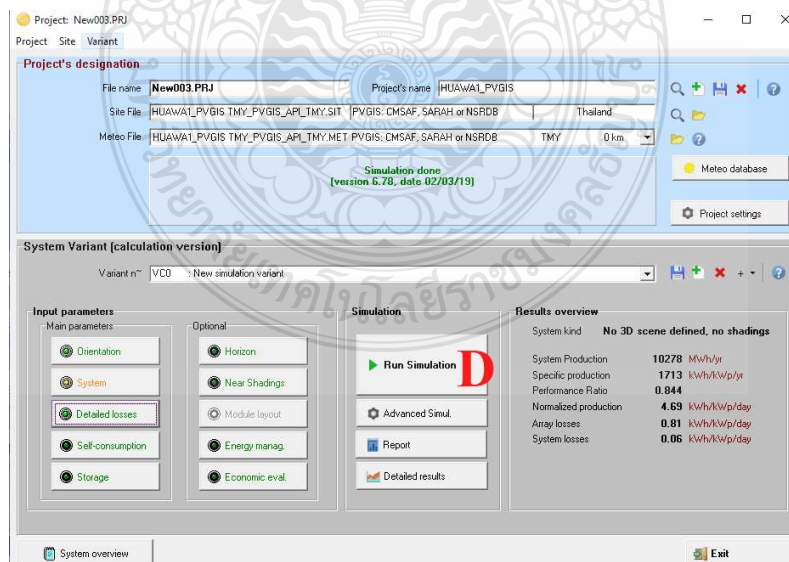 Project: New003.PRJ
Project Site Variant
Project's designation
File name New003.PRJ Project's name HUAWA1_PVGIS
Site File HUAWA1_PVGIS TMY_PVGIS_API_TMY.SIT PVGIS: CMSAF, SARAH or NSRDB Thailand
Meteo File HUAWA1_PVGIS TMY_PVGIS_API_TMY.MET PVGIS: CMSAF, SARAH or NSRDB TMY 0 km
Simulation done
(version 6.78, date 02/03/19)
Meteo database
Project settings
System Variant (calculation version)
Variant n~ VC0 : New simulation variant
Input parameters
Main parameters
Orientation
System
Detailed losses
Self-consumption
Storage
Optional
Horizon
Near Shadings
Module layout
Energy manag.
Economic eval.
Simulation
Run Simulation D
Advanced Simul.
Report
Detailed results
Results overview
System kind No 3D scene defined, no shadings
System Production 10278 MWh/yr
Specific production 1713 kWh/kWp/yr
Performance Ratio 0.844
Normalized production 4.69 kWh/kWp/day
Array losses 0.81 kWh/kWp/day
System losses 0.06 kWh/kWp/day
System overview
Exit